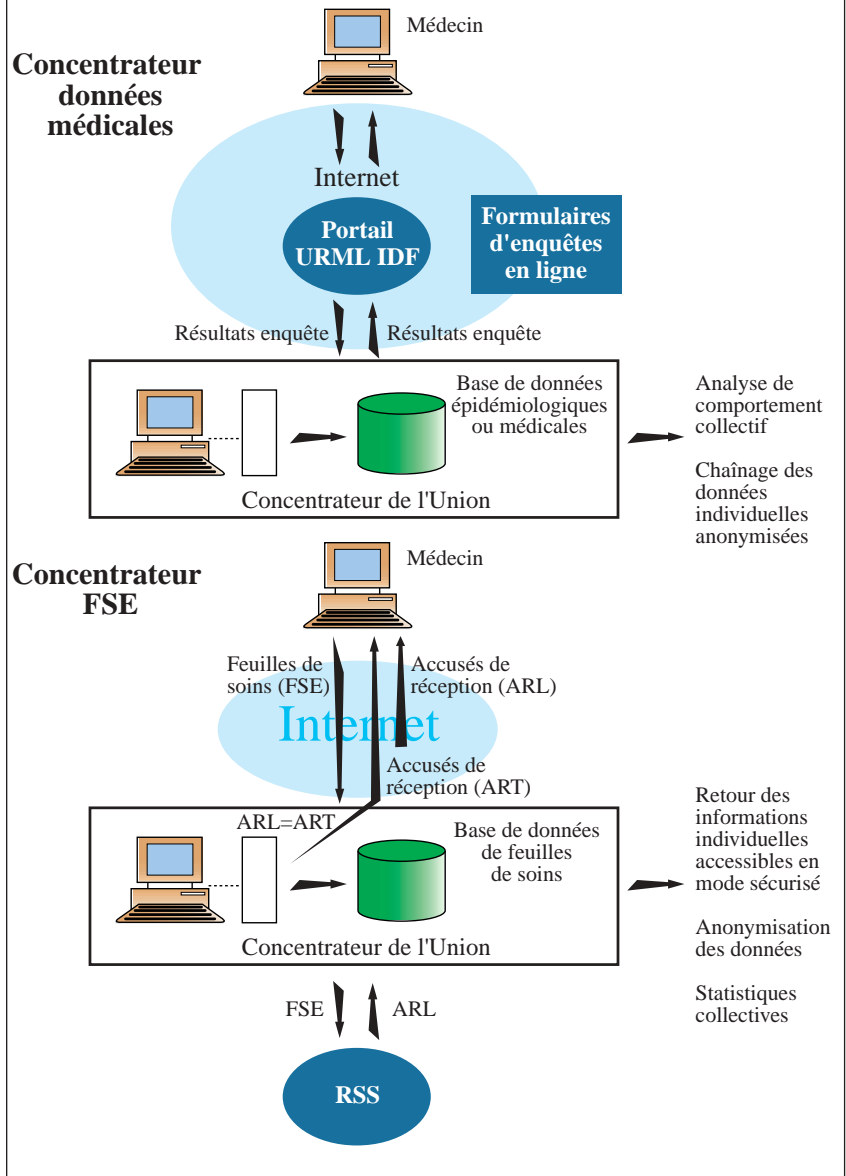 Médecin
Concentrateur
données
médicales
Internet
Portail
URML IDF
Formulaires
d'enquêtes
en ligne
Résultats enquête
Résultats enquête
Base de données
épidémiologiques
ou médicales
Concentrateur de l'Union
Analyse de
comportement
collectif
Chaînage des
données
individuelles
anonymisées
Concentrateur
FSE
Médecin
Feuilles de
soins (FSE)
Accusés de
réception (ARL)
Internet
Accusés de
réception (ART)
ARL=ART
Base de données
de feuilles
de soins
Concentrateur de l'Union
Retour des
informations
individuelles
accessibles en
mode sécurisé
Anonymisation
des données
Statistiques
collectives
FSE
ARL
RSS